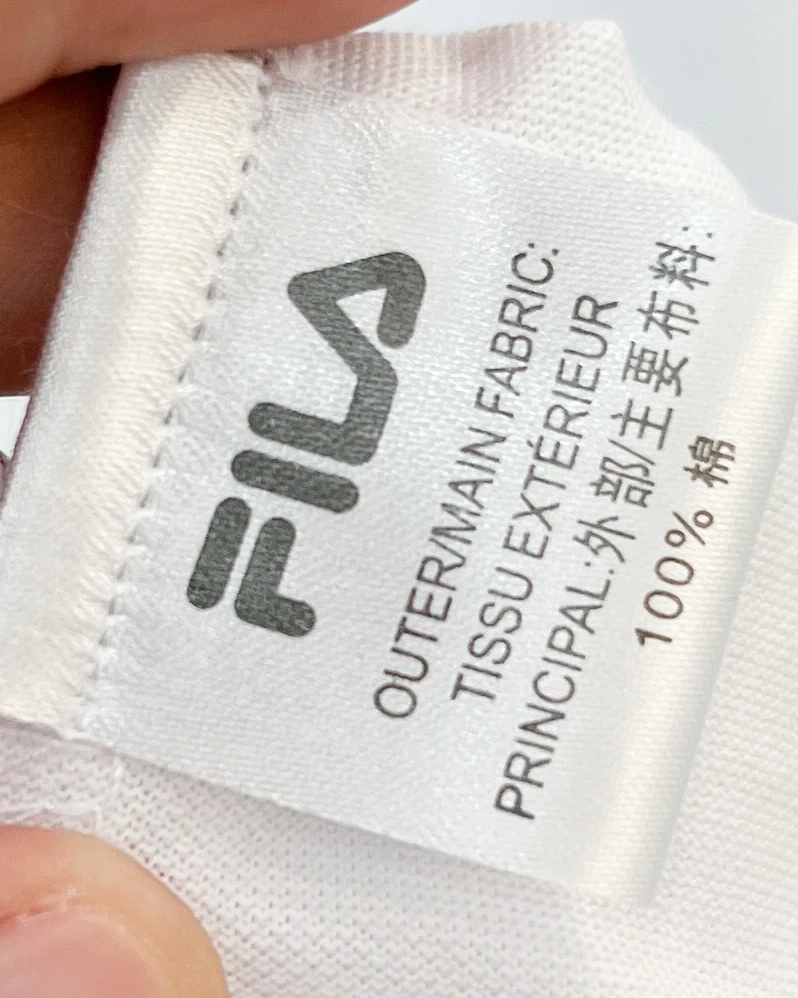 FILA
OUTER/MAIN FABRIC:
TISSU EXTÉRIEUR
PRINCIPAL:外部/主要布料:
100% 棉